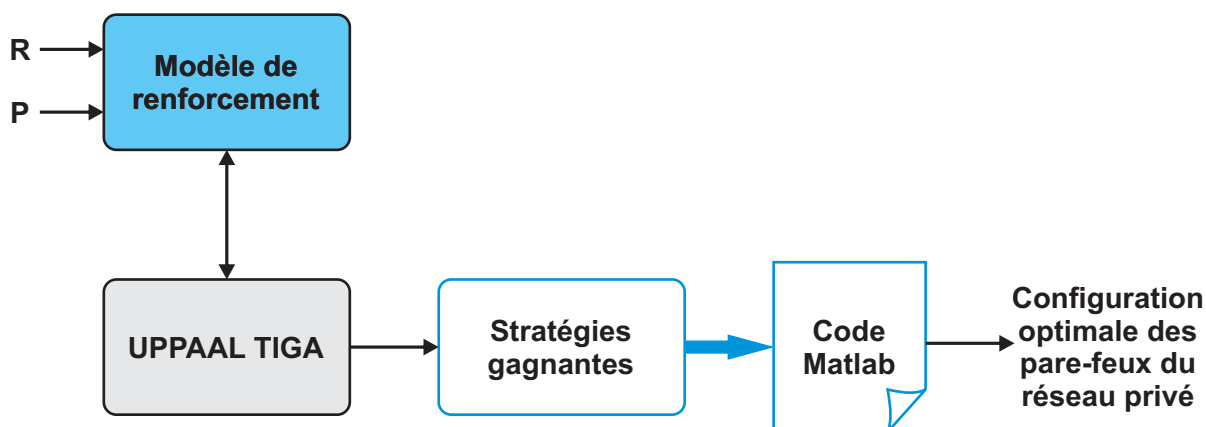 R
P
Modèle de
renforcement
UPPAAL TIGA
Stratégies
gagnantes
Code
Matlab
Configuration
optimale des
pare-feux du
réseau privé